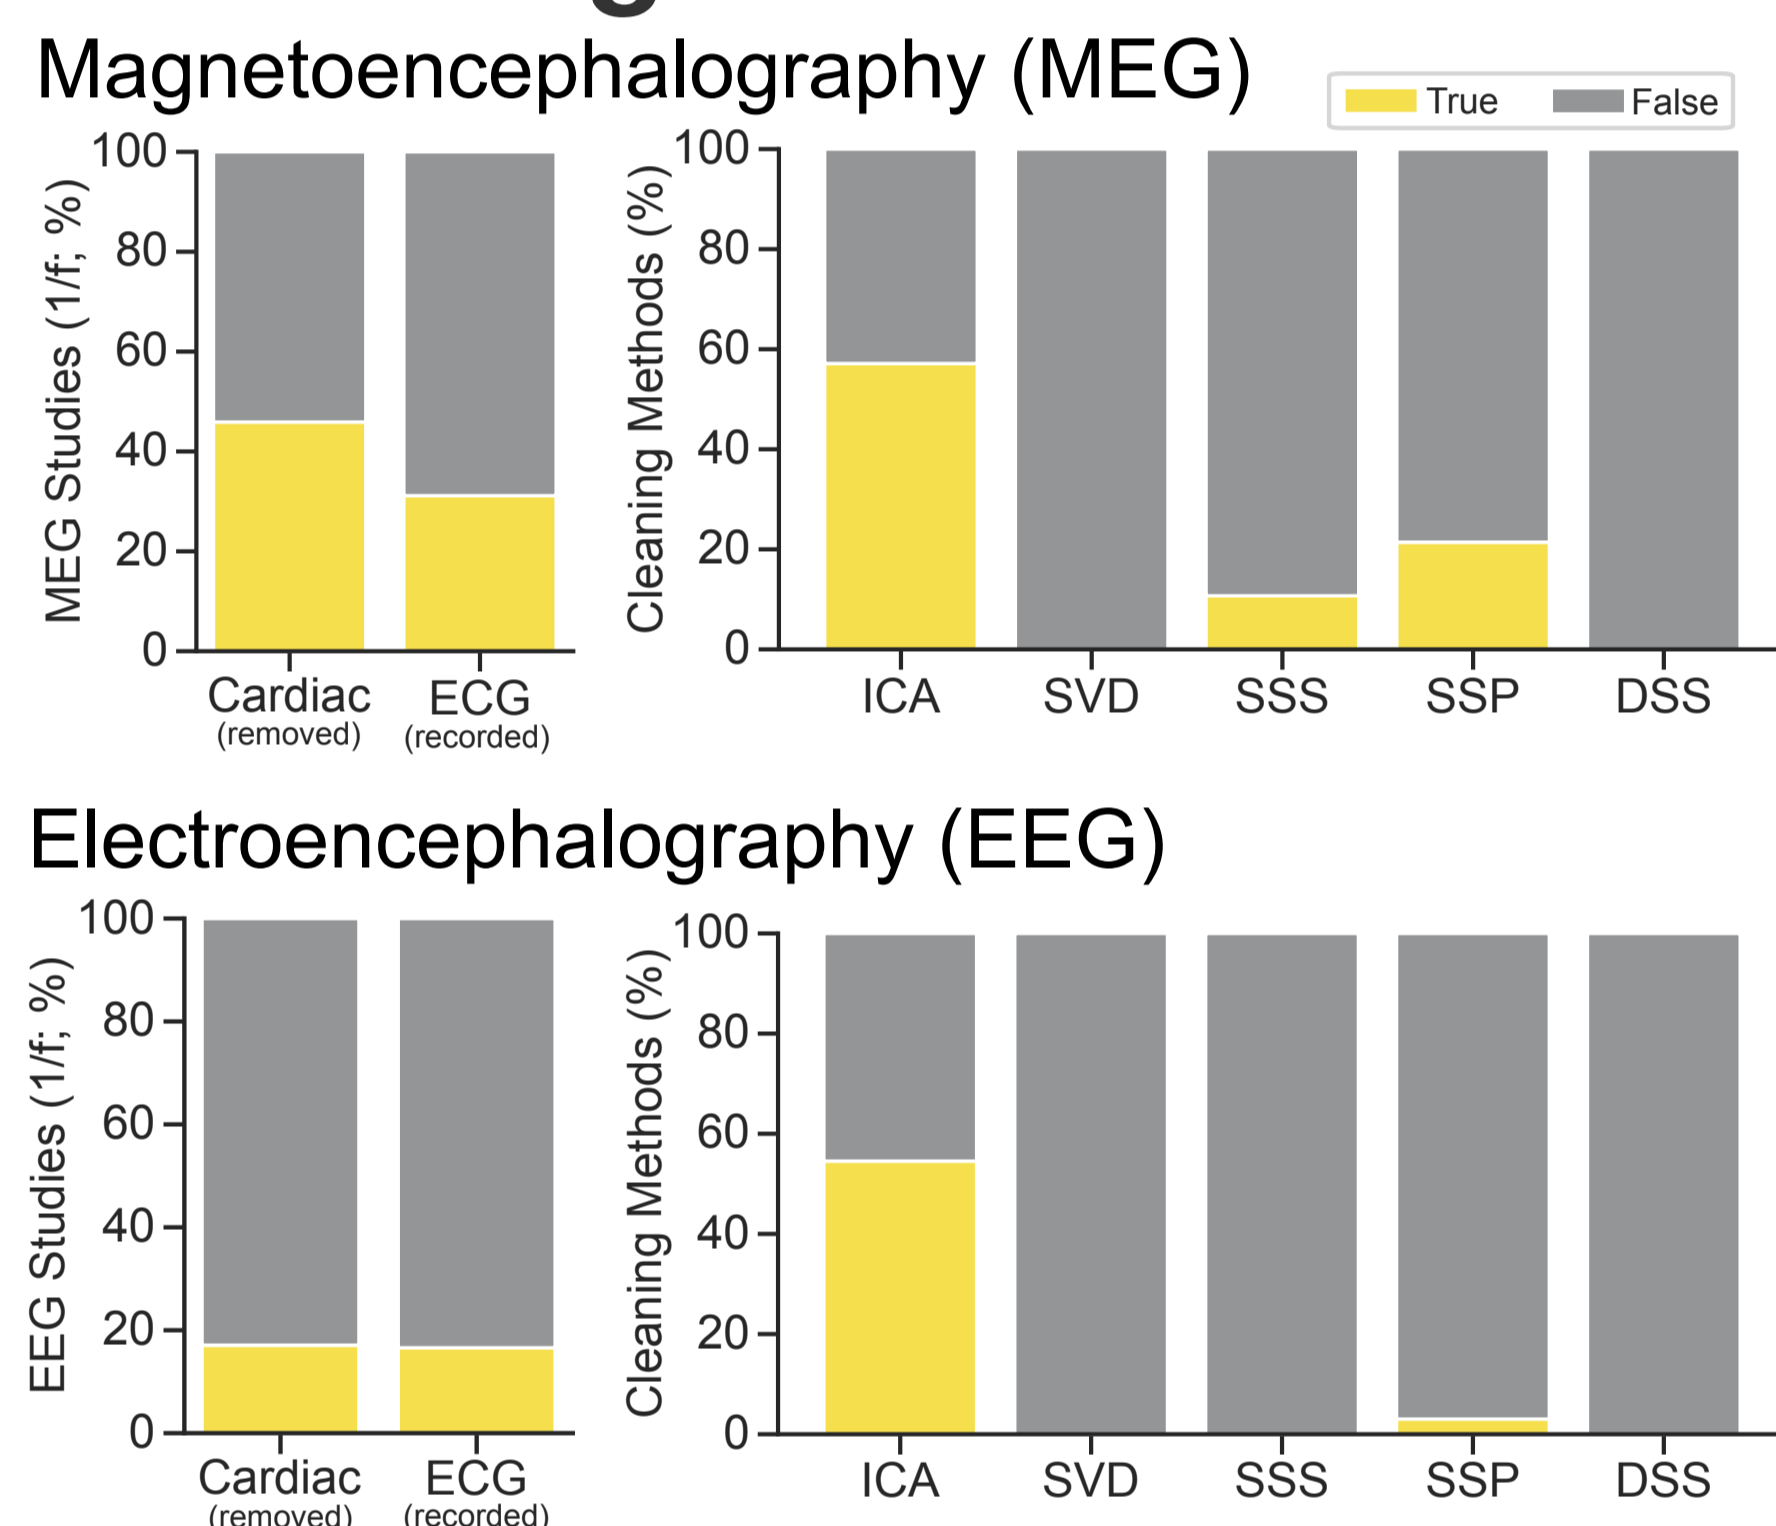 Magnetoencephalography (MEG)
True
False
MEG Studies (1/f; %)
100
80
60
40
20
0
Cardiac
(removed)
ECG
(recorded)
Cleaning Methods (%)
100
80
60
40
20
0
ICA
SVD
SSS
SSP
DSS
Electroencephalography (EEG)
EEG Studies (1/f; %)
100
80
60
40
20
0
Cardiac
(removed)
ECG
(recorded)
Cleaning Methods (%)
100
80
60
40
20
0
ICA
SVD
SSS
SSP
DSS